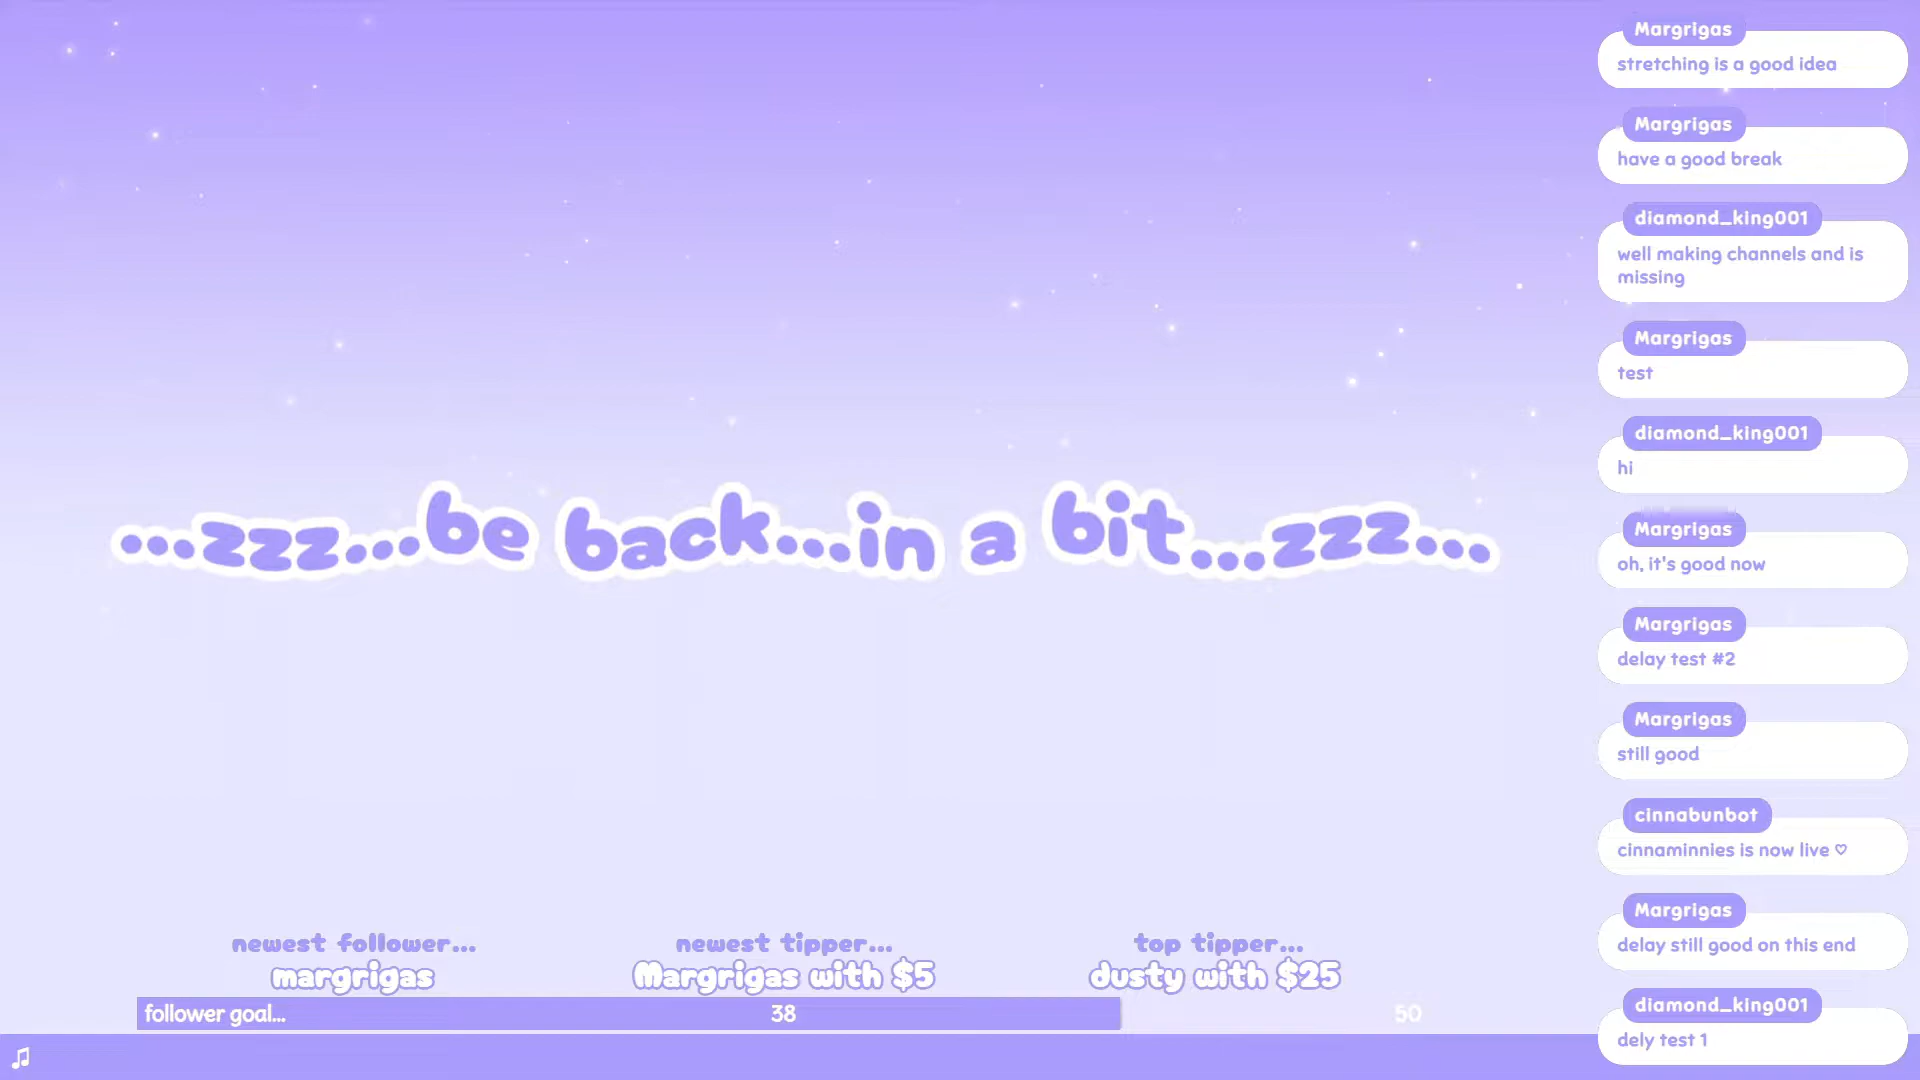 Margrigas
stretching is a good idea
Margrigas
have a good break
diamond_king001
well making channels and is
missing
Margrigas
test
diamond_king001
hi
Margrigas
oh, it's good now
Margrigas
delay test #2
Margrigas
still good
cinnabunbot
cinnaminnies is now live ♡
Margrigas
delay still good on this end
diamond_king001
dely test 1
...zzz...be back...in a bit...zzz...
newest follower...
margrigas
newest tipper...
Margrigas with $5
top tipper...
dusty with $25
follower goal... 38 50